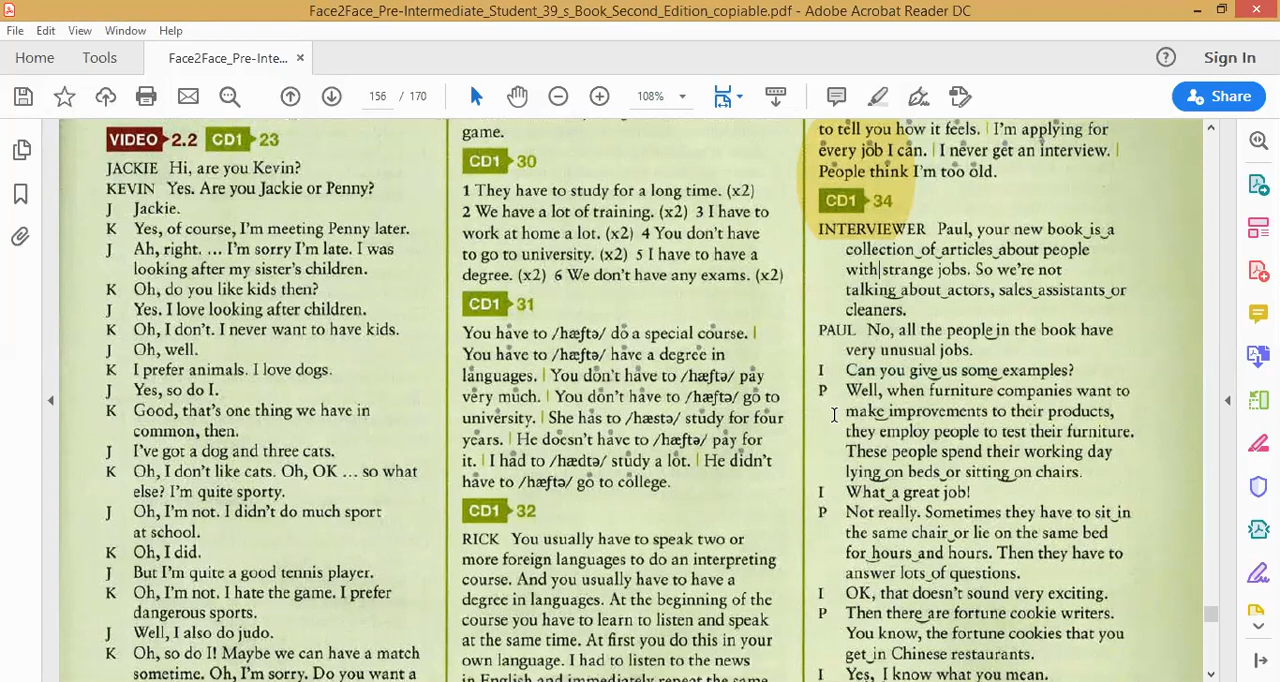 Face2Face_Pre-Intermediate_Student_39_s_Book_Second_Edition_copiable.pdf - Adobe Acrobat Reader DC
File Edit View Window Help
Home Tools Face2Face_Pre-Inte... × Sign In
156 / 170 108% Share
VIDEO 2.2 CD1 23
JACKIE Hi, are you Kevin?
KEVIN Yes. Are you Jackie or Penny?
J Jackie.
K Yes, of course, I'm meeting Penny later.
J Ah, right. … I'm sorry I'm late. I was
looking after my sister's children.
K Oh, do you like kids then?
J Yes. I love looking after children.
K Oh, I don't. I never want to have kids.
J Oh, well.
K I prefer animals. I love dogs.
J Yes, so do I.
K Good, that's one thing we have in
common, then.
J I've got a dog and three cats.
K Oh, I don't like cats. Oh, OK … so what
else? I'm quite sporty.
J Oh, I'm not. I didn't do much sport
at school.
K Oh, I did.
J But I'm quite a good tennis player.
K Oh, I'm not. I hate the game. I prefer
dangerous sports.
J Well, I also do judo.
K Oh, so do I! Maybe we can have a match
sometime. Oh, I'm sorry. Do you want a
game.
CD1 30
1 They have to study for a long time. (x2)
2 We have a lot of training. (x2) 3 I have to
work at home a lot. (x2) 4 You don't have
to go to university. (x2) 5 I have to have a
degree. (x2) 6 We don't have any exams. (x2)
CD1 31
You have to /hæftə/ do a special course. |
You have to /hæftə/ have a degree in
languages. | You don't have to /hæftə/ pay
very much. | You don't have to /hæftə/ go to
university. | She has to /hæstə/ study for four
years. | He doesn't have to /hæftə/ pay for
it. | I had to /hædtə/ study a lot. | He didn't
have to /hæftə/ go to college.
CD1 32
RICK You usually have to speak two or
more foreign languages to do an interpreting
course. And you usually have to have a
degree in languages. At the beginning of the
course you have to learn to listen and speak
at the same time. At first you do this in your
own language. I had to listen to the news
in English and immediately repeat the same
to tell you how it feels. | I'm applying for
every job I can. | I never get an interview. |
People think I'm too old.
CD1 34
INTERVIEWER Paul, your new book is a
collection of articles about people
with strange jobs. So we're not
talking about actors, sales assistants or
cleaners.
PAUL No, all the people in the book have
very unusual jobs.
I Can you give us some examples?
P Well, when furniture companies want to
make improvements to their products,
they employ people to test their furniture.
These people spend their working day
lying on beds or sitting on chairs.
I What a great job!
P Not really. Sometimes they have to sit in
the same chair or lie on the same bed
for hours and hours. Then they have to
answer lots of questions.
I OK, that doesn't sound very exciting.
P Then there are fortune cookie writers.
You know, the fortune cookies that you
get in Chinese restaurants.
I Yes, I know what you mean.